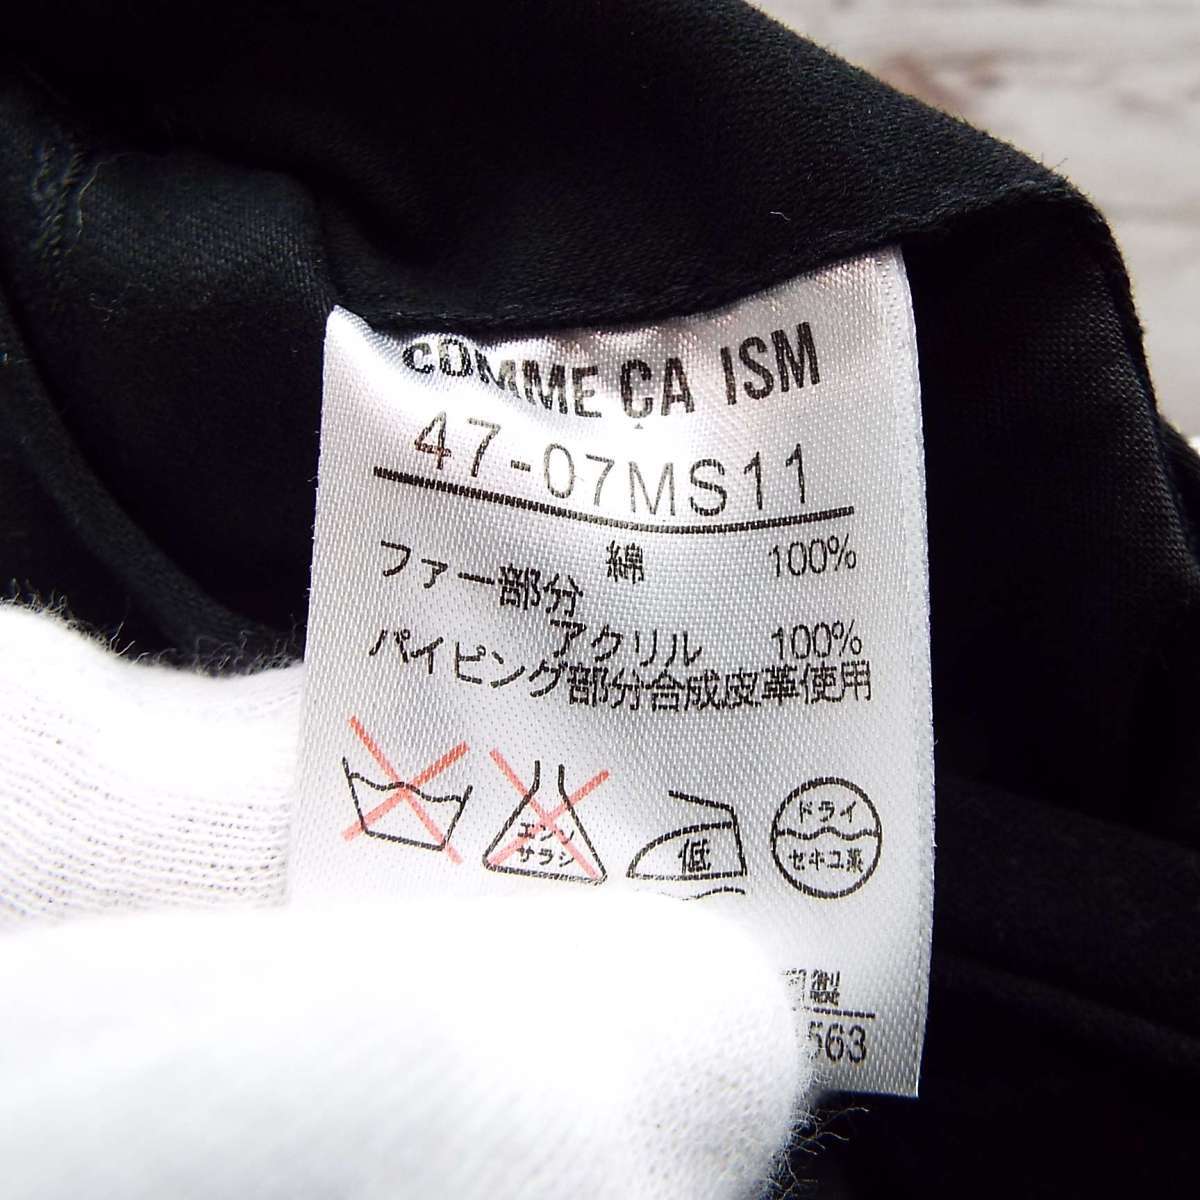 COMME ÇA ISM
47-07MS11
綿 100%
ファー部分
アクリル 100%
パイピング部分合成皮革使用
エンソ
サラシ
低
ドライ
セキユ系
製
563